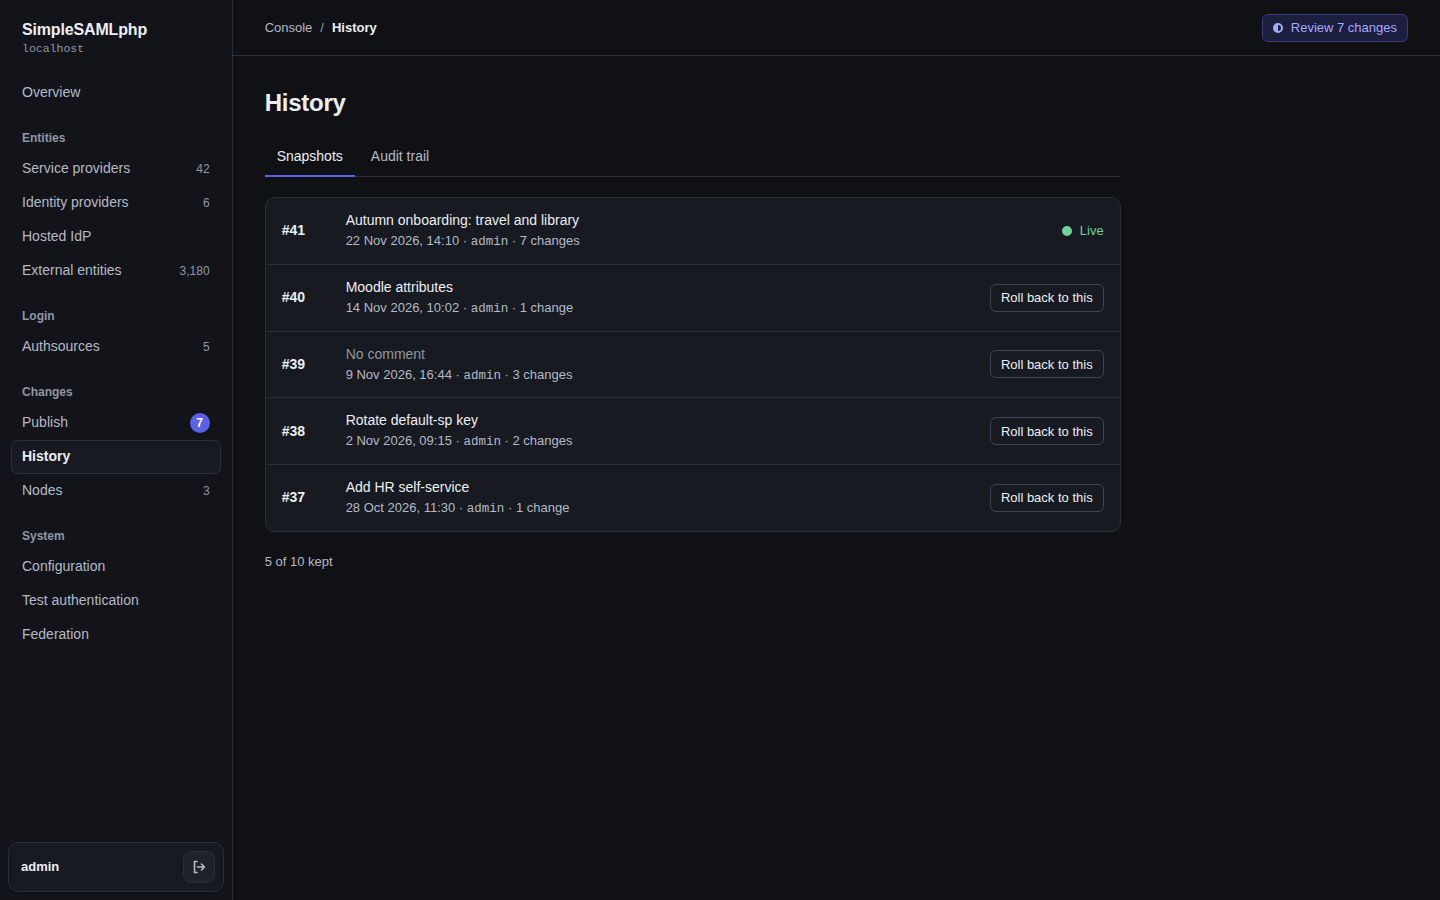 SimpleSAMLphp
localhost
Overview
Entities
Service providers 42
Identity providers 6
Hosted IdP
External entities 3,180
Login
Authsources 5
Changes
Publish 7
History
Nodes 3
System
Configuration
Test authentication
Federation
admin
Console / History
Review 7 changes
History
Snapshots Audit trail
#41
Autumn onboarding: travel and library
22 Nov 2026, 14:10 · admin · 7 changes
Live
#40
Moodle attributes
14 Nov 2026, 10:02 · admin · 1 change
Roll back to this
#39
No comment
9 Nov 2026, 16:44 · admin · 3 changes
Roll back to this
#38
Rotate default-sp key
2 Nov 2026, 09:15 · admin · 2 changes
Roll back to this
#37
Add HR self-service
28 Oct 2026, 11:30 · admin · 1 change
Roll back to this
5 of 10 kept